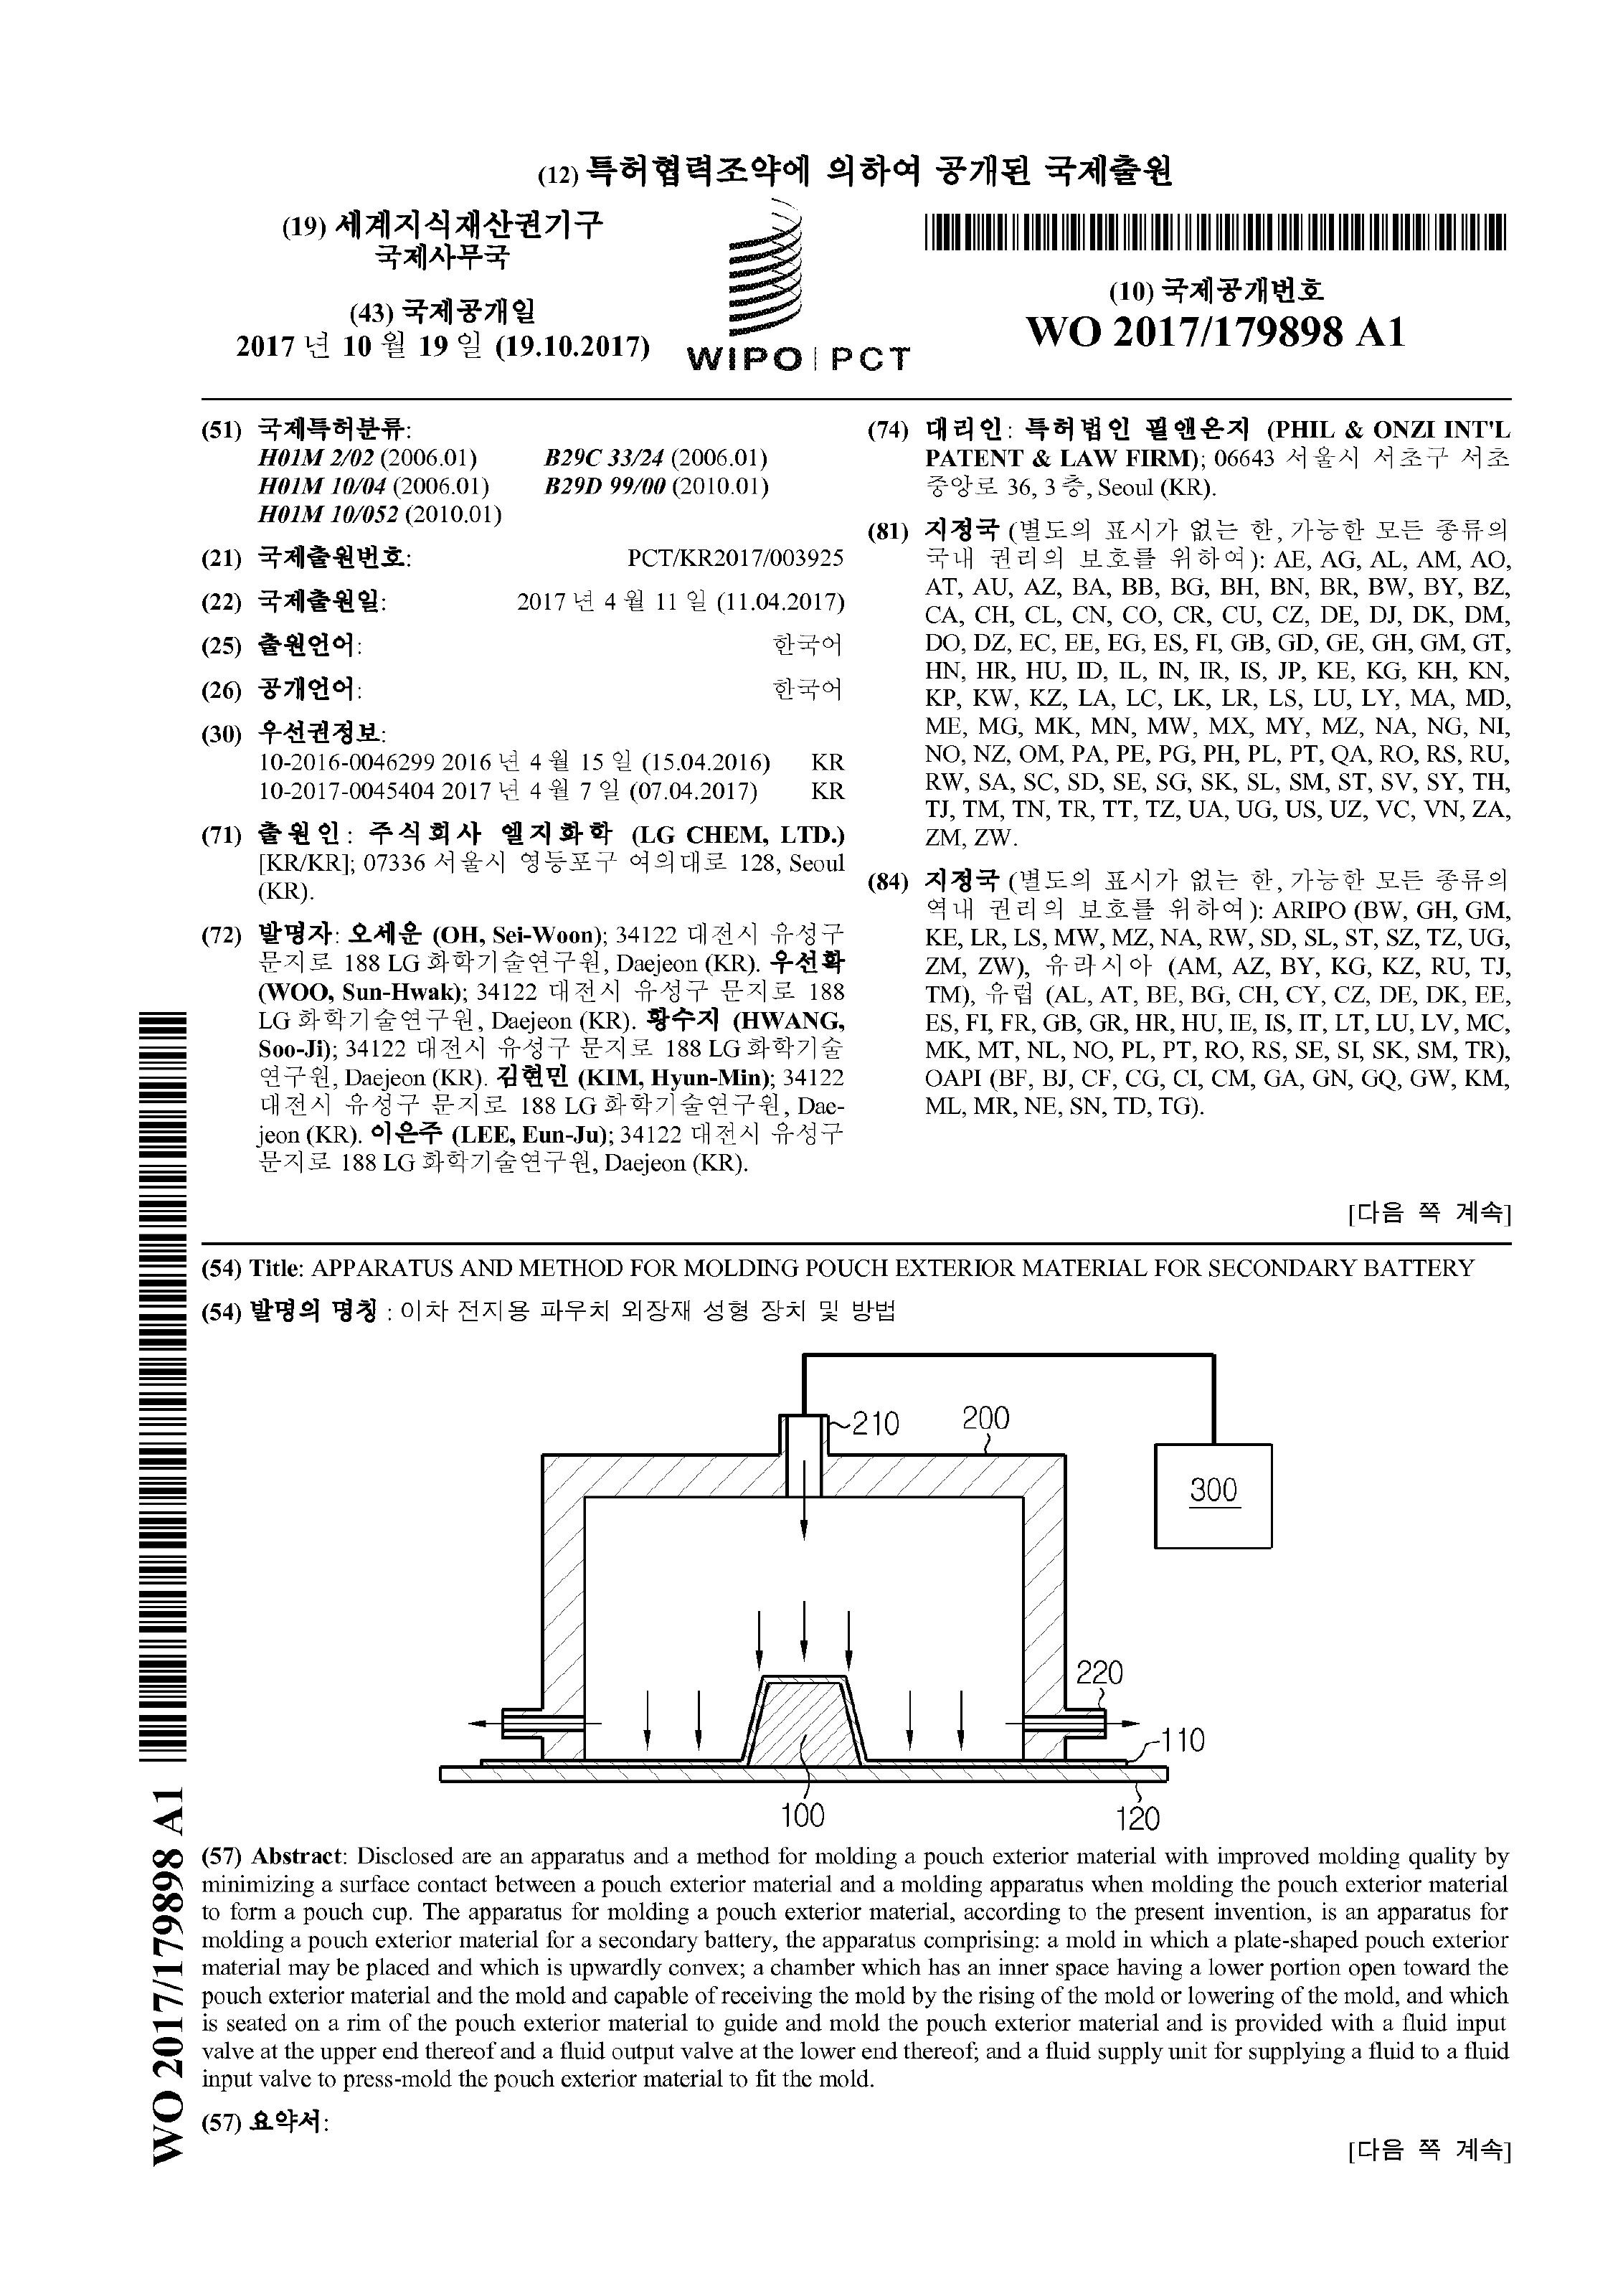 (12) 특허협력조약에 의하여 공개된 국제출원
(19) 세계지식재산권기구
국제사무국
(43) 국제공개일
2017 년 10 월 19 일 (19.10.2017)
WIPO | PCT
(10) 국제공개번호
WO 2017/179898 A1
(51) 국제특허분류:
H01M 2/02 (2006.01) B29C 33/24 (2006.01)
H01M 10/04 (2006.01) B29D 99/00 (2010.01)
H01M 10/052 (2010.01)
(21) 국제출원번호: PCT/KR2017/003925
(22) 국제출원일: 2017 년 4 월 11 일 (11.04.2017)
(25) 출원언어: 한국어
(26) 공개언어: 한국어
(30) 우선권정보:
10-2016-0046299 2016 년 4 월 15 일 (15.04.2016) KR
10-2017-0045404 2017 년 4 월 7 일 (07.04.2017) KR
(71) 출원인: 주식회사 엘지화학 (LG CHEM, LTD.)
[KR/KR]; 07336 서울시 영등포구 여의대로 128, Seoul
(KR).
(72) 발명자: 오세운 (OH, Sei-Woon); 34122 대전시 유성구
문지로 188 LG 화학기술연구원, Daejeon (KR). 우선확
(WOO, Sun-Hwak); 34122 대전시 유성구 문지로 188
LG 화학기술연구원, Daejeon (KR). 황수지 (HWANG,
Soo-Ji); 34122 대전시 유성구 문지로 188 LG 화학기술
연구원, Daejeon (KR). 김현민 (KIM, Hyun-Min); 34122
대전시 유성구 문지로 188 LG 화학기술연구원, Dae-
jeon (KR). 이은주 (LEE, Eun-Ju); 34122 대전시 유성구
문지로 188 LG 화학기술연구원, Daejeon (KR).
(74) 대리인: 특허법인 필앤온지 (PHIL & ONZI INT'L
PATENT & LAW FIRM); 06643 서울시 서초구 서초
중앙로 36, 3 층, Seoul (KR).
(81) 지정국 (별도의 표시가 없는 한, 가능한 모든 종류의
국내 권리의 보호를 위하여): AE, AG, AL, AM, AO,
AT, AU, AZ, BA, BB, BG, BH, BN, BR, BW, BY, BZ,
CA, CH, CL, CN, CO, CR, CU, CZ, DE, DJ, DK, DM,
DO, DZ, EC, EE, EG, ES, FI, GB, GD, GE, GH, GM, GT,
HN, HR, HU, ID, IL, IN, IR, IS, JP, KE, KG, KH, KN,
KP, KW, KZ, LA, LC, LK, LR, LS, LU, LY, MA, MD,
ME, MG, MK, MN, MW, MX, MY, MZ, NA, NG, NI,
NO, NZ, OM, PA, PE, PG, PH, PL, PT, QA, RO, RS, RU,
RW, SA, SC, SD, SE, SG, SK, SL, SM, ST, SV, SY, TH,
TJ, TM, TN, TR, TT, TZ, UA, UG, US, UZ, VC, VN, ZA,
ZM, ZW.
(84) 지정국 (별도의 표시가 없는 한, 가능한 모든 종류의
역내 권리의 보호를 위하여): ARIPO (BW, GH, GM,
KE, LR, LS, MW, MZ, NA, RW, SD, SL, ST, SZ, TZ, UG,
ZM, ZW), 유라시아 (AM, AZ, BY, KG, KZ, RU, TJ,
TM), 유럽 (AL, AT, BE, BG, CH, CY, CZ, DE, DK, EE,
ES, FI, FR, GB, GR, HR, HU, IE, IS, IT, LT, LU, LV, MC,
MK, MT, NL, NO, PL, PT, RO, RS, SE, SI, SK, SM, TR),
OAPI (BF, BJ, CF, CG, CI, CM, GA, GN, GQ, GW, KM,
ML, MR, NE, SN, TD, TG).
[다음 쪽 계속]
(54) Title: APPARATUS AND METHOD FOR MOLDING POUCH EXTERIOR MATERIAL FOR SECONDARY BATTERY
(54) 발명의 명칭 : 이차 전지용 파우치 외장재 성형 장치 및 방법
210
200
300
220
110
100
120
(57) Abstract: Disclosed are an apparatus and a method for molding a pouch exterior material with improved molding quality by
minimizing a surface contact between a pouch exterior material and a molding apparatus when molding the pouch exterior material
to form a pouch cup. The apparatus for molding a pouch exterior material, according to the present invention, is an apparatus for
molding a pouch exterior material for a secondary battery, the apparatus comprising: a mold in which a plate-shaped pouch exterior
material may be placed and which is upwardly convex; a chamber which has an inner space having a lower portion open toward the
pouch exterior material and the mold and capable of receiving the mold by the rising of the mold or lowering of the mold, and which
is seated on a rim of the pouch exterior material to guide and mold the pouch exterior material and is provided with a fluid input
valve at the upper end thereof and a fluid output valve at the lower end thereof; and a fluid supply unit for supplying a fluid to a fluid
input valve to press-mold the pouch exterior material to fit the mold.
(57) 요약서:
[다음 쪽 계속]
WO 2017/179898 A1